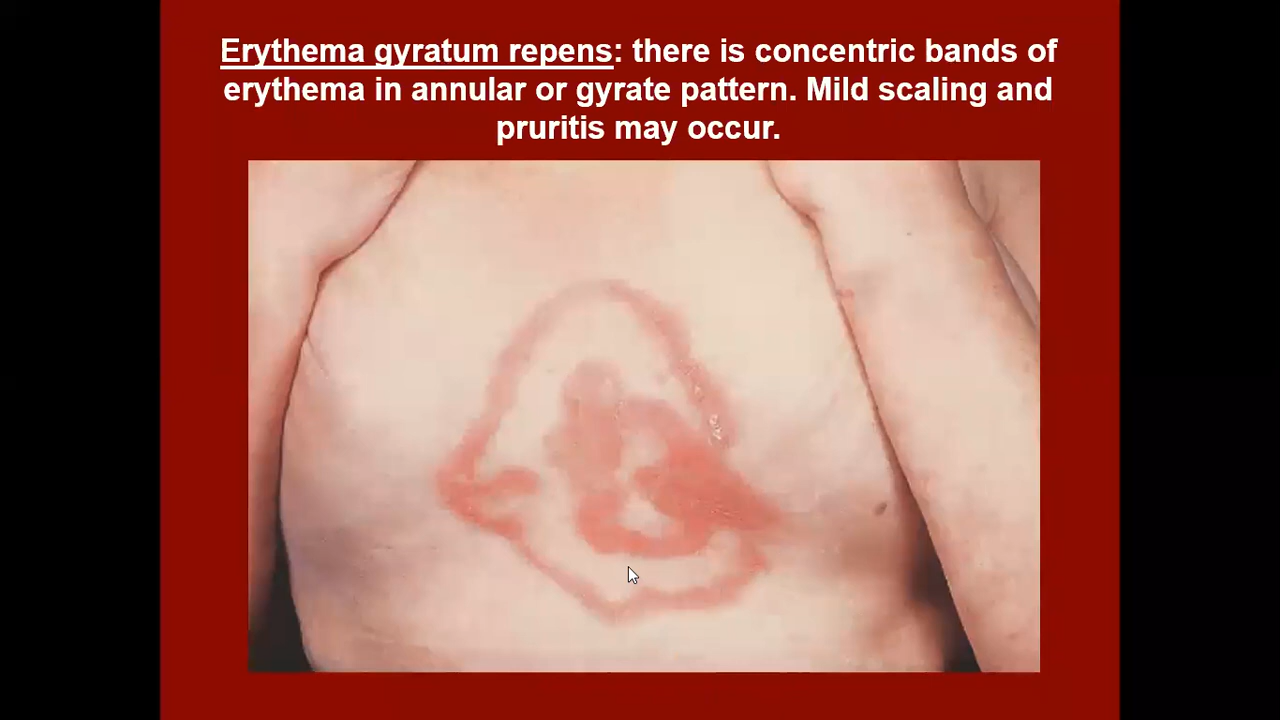 Erythema gyratum repens: there is concentric bands of
erythema in annular or gyrate pattern. Mild scaling and
pruritis may occur.